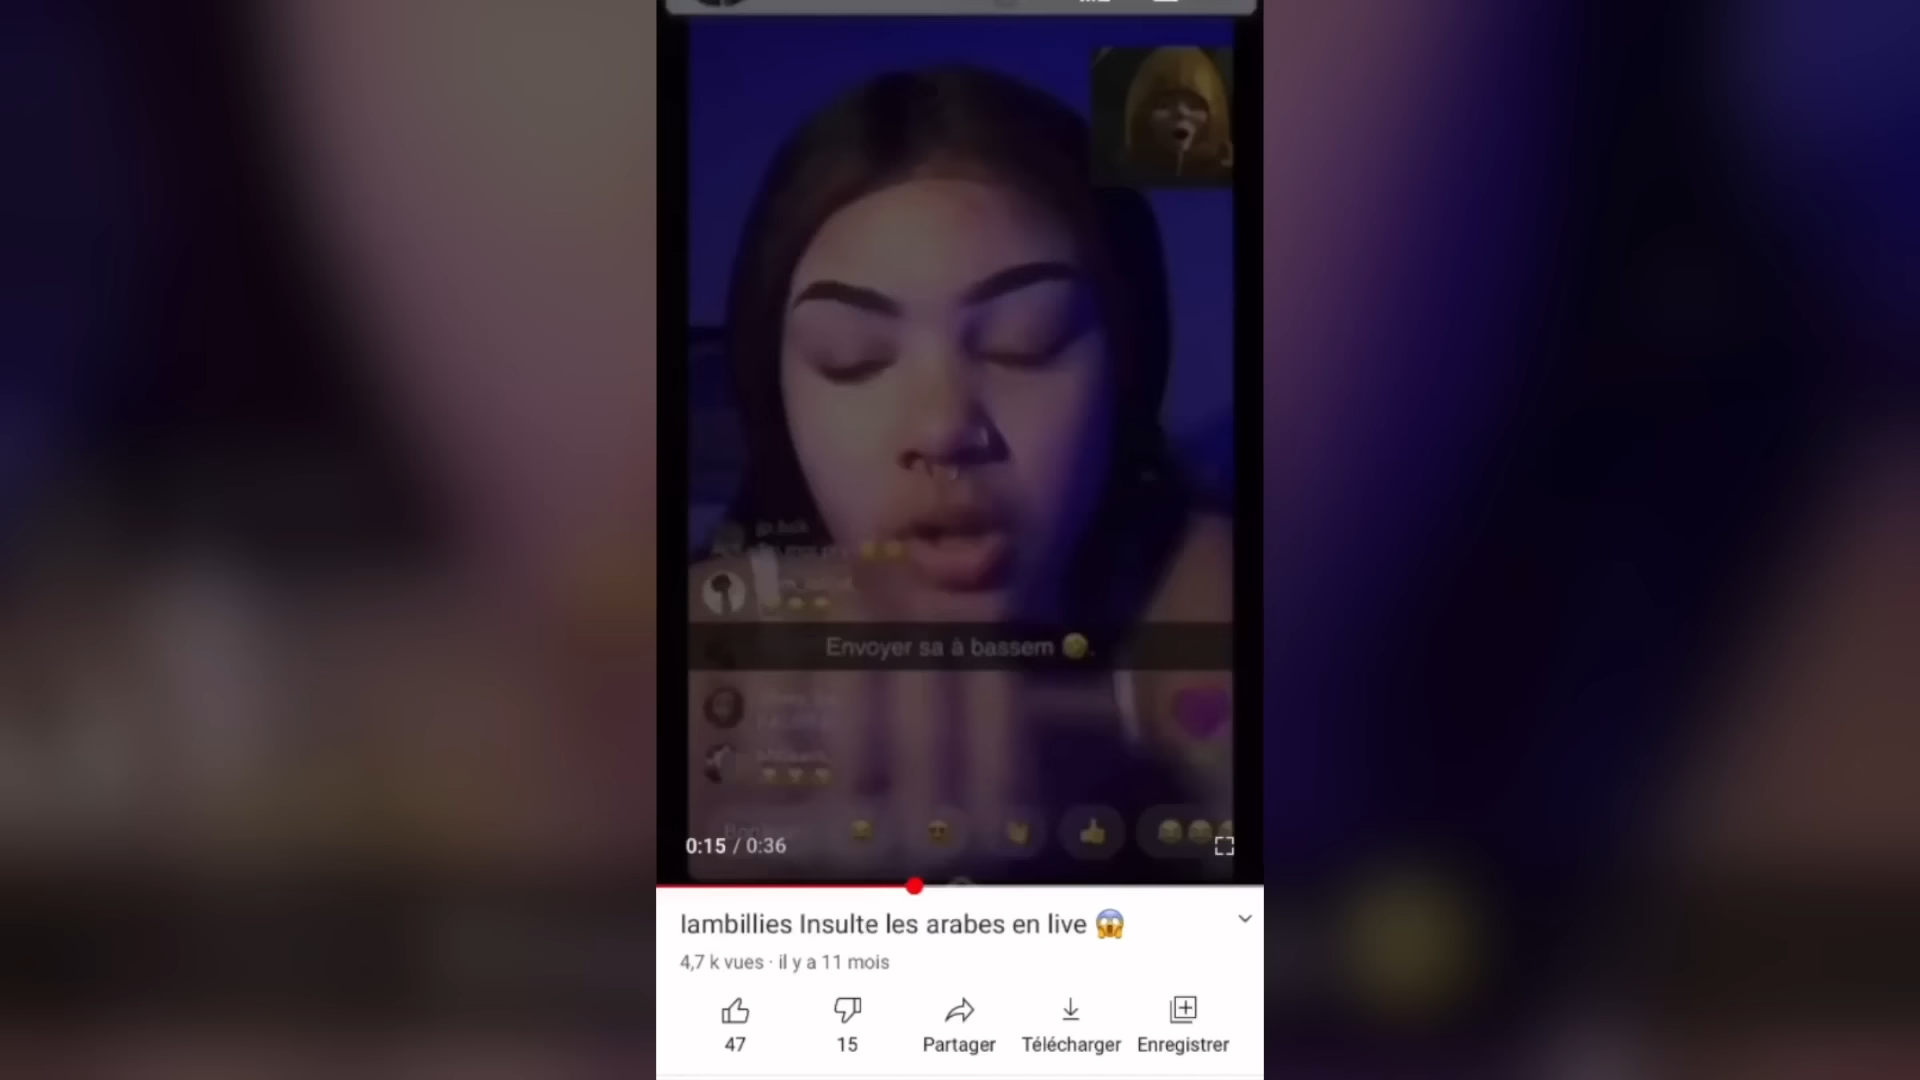 Envoyer sa à bassem 🤣.
0:15 / 0:36
Iambillies Insulte les arabes en live 😱
4,7 k vues · il y a 11 mois
47
15
Partager
Télécharger
Enregistrer